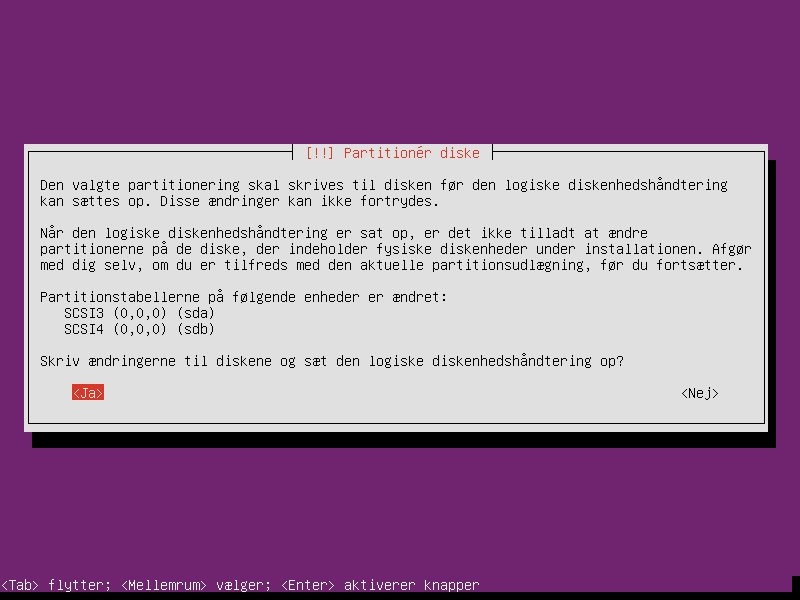 [!!] Partitionér diske
Den valgte partitionering skal skrives til disken før den logiske diskenhedshåndtering
kan sættes op. Disse ændringer kan ikke fortrydes.
Når den logiske diskenhedshåndtering er sat op, er det ikke tilladt at ændre
partitionerne på de diske, der indeholder fysiske diskenheder under installationen. Afgør
med dig selv, om du er tilfreds med den aktuelle partitionsudlægning, før du fortsætter.
Partitionstabellerne på følgende enheder er ændret:
SCSI3 (0,0,0) (sda)
SCSI4 (0,0,0) (sdb)
Skriv ændringerne til diskene og sæt den logiske diskenhedshåndtering op?
<Ja> <Nej>
<Tab> flytter; <Mellemrum> vælger; <Enter> aktiverer knapper